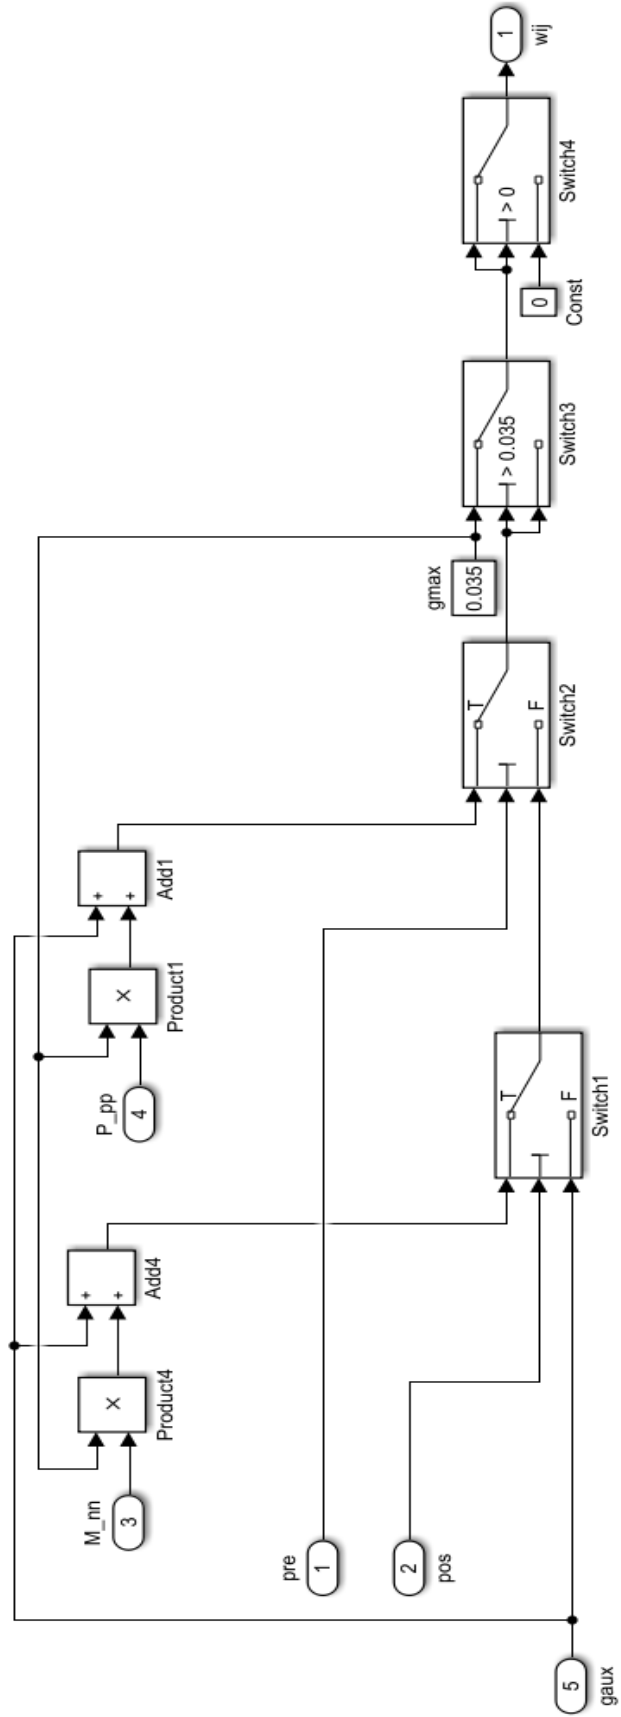 gaux
5
pos
2
pre
1
M_nn
3
Product4
×
Add4
+
+
P_pp
4
Product1
×
Add1
+
+
Switch1
T
F
Switch2
T
F
gmax
0.035
Switch3
> 0.035
Const
0
Switch4
> 0
1
wij